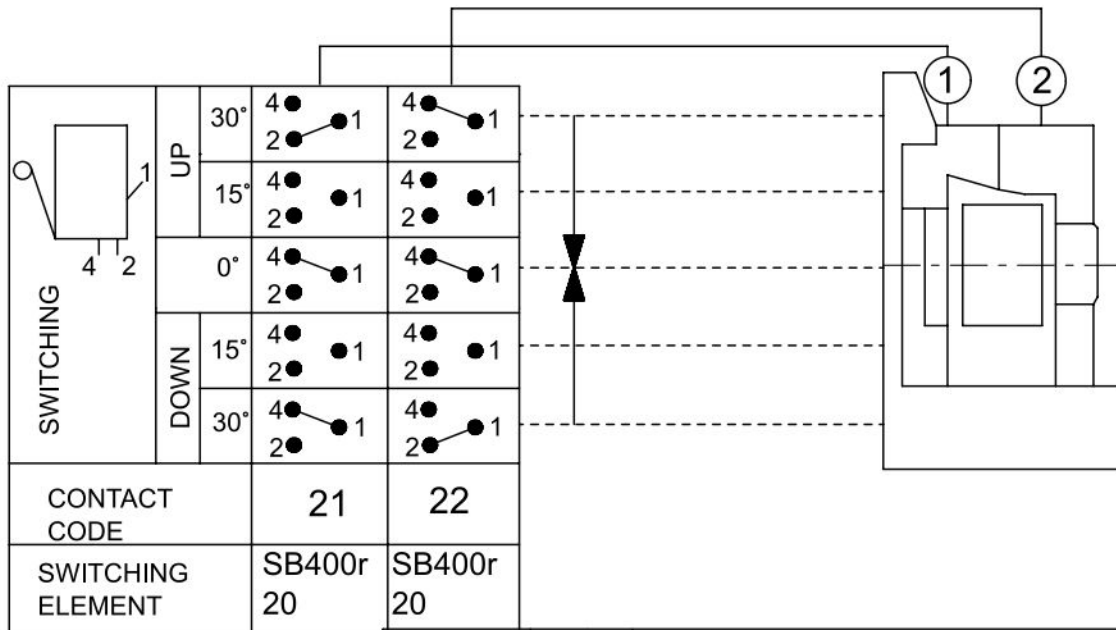 1 2
30° 4 1 4 1
2 2
UP
1
15° 4 1 4 1
2 2
4 2
0° 4 1 4 1
2 2
SWITCHING
DOWN
15° 4 1 4 1
2 2
30° 4 1 4 1
2 2
CONTACT 21 22
CODE
SWITCHING SB400r SB400r
ELEMENT 20 20